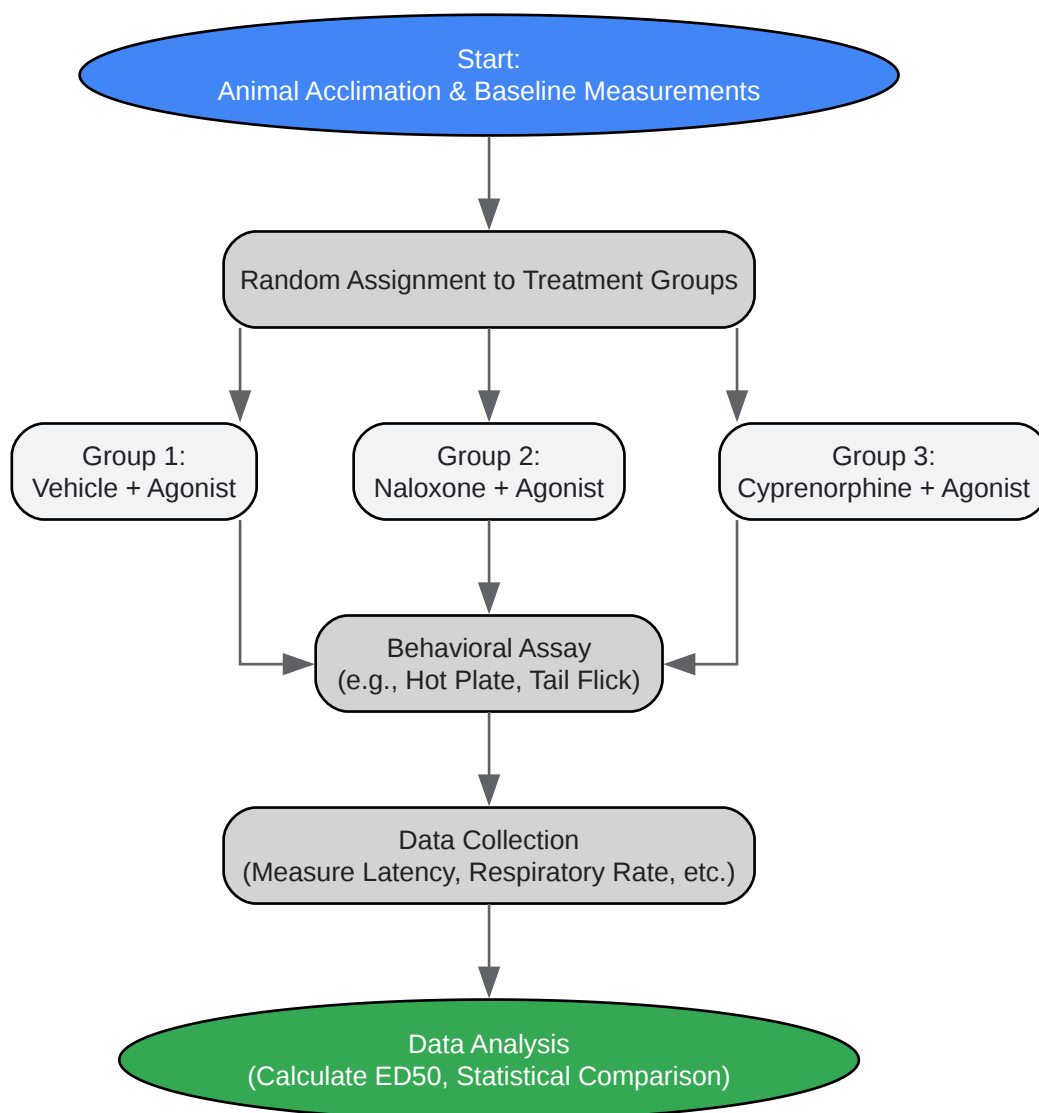 Start:
Animal Acclimation & Baseline Measurements
Random Assignment to Treatment Groups
Group 1:
Vehicle + Agonist
Group 2:
Naloxone + Agonist
Group 3:
Cyprenorphine + Agonist
Behavioral Assay
(e.g., Hot Plate, Tail Flick)
Data Collection
(Measure Latency, Respiratory Rate, etc.)
Data Analysis
(Calculate ED50, Statistical Comparison)